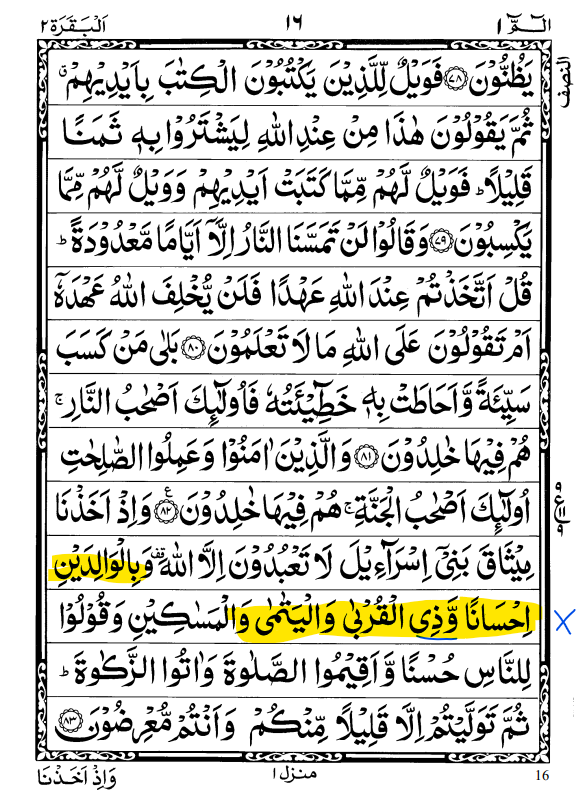 الٓمّٓ ١ ١٦ اَلْبَقَرَة ٢
النصف
يَظُنُّوْنَ ﴿٧٨﴾ فَوَيْلٌ لِّلَّذِيْنَ يَكْتُبُوْنَ الْكِتٰبَ بِاَيْدِيْهِمْ ۗ
ثُمَّ يَقُوْلُوْنَ هٰذَا مِنْ عِنْدِ اللّٰهِ لِيَشْتَرُوْا بِهٖ ثَمَنًا
قَلِيْلًا ؕ فَوَيْلٌ لَّهُمْ مِّمَّا كَتَبَتْ اَيْدِيْهِمْ وَوَيْلٌ لَّهُمْ مِّمَّا
يَكْسِبُوْنَ ﴿٧٩﴾ وَقَالُوْا لَنْ تَمَسَّنَا النَّارُ اِلَّاۤ اَيَّامًا مَّعْدُوْدَةً ؕ
قُلْ اَتَّخَذْتُمْ عِنْدَ اللّٰهِ عَهْدًا فَلَنْ يُّخْلِفَ اللّٰهُ عَهْدَهٗۤ
اَمْ تَقُوْلُوْنَ عَلَى اللّٰهِ مَا لَا تَعْلَمُوْنَ ﴿٨٠﴾ بَلٰى مَنْ كَسَبَ
سَيِّئَةً وَّاَحَاطَتْ بِهٖ خَطِيْٓـئَتُهٗ فَاُولٰٓئِكَ اَصْحٰبُ النَّارِ ۚ
هُمْ فِيْهَا خٰلِدُوْنَ ﴿٨١﴾ وَالَّذِيْنَ اٰمَنُوْا وَعَمِلُوا الصّٰلِحٰتِ
اُولٰٓئِكَ اَصْحٰبُ الْجَنَّةِ ۚ هُمْ فِيْهَا خٰلِدُوْنَ ﴿٨٢﴾ وَاِذْ اَخَذْنَا
مِيْثَاقَ بَنِيْٓ اِسْرَآءِيْلَ لَا تَعْبُدُوْنَ اِلَّا اللّٰهَ وَبِالْوَالِدَيْنِ
اِحْسَانًا وَّذِي الْقُرْبٰى وَالْيَتٰمٰى وَالْمَسٰكِيْنِ وَقُوْلُوْا
لِلنَّاسِ حُسْنًا وَّاَقِيْمُوا الصَّلٰوةَ وَاٰتُوا الزَّكٰوةَ ؕ
ثُمَّ تَوَلَّيْتُمْ اِلَّا قَلِيْلًا مِّنْكُمْ وَاَنْتُمْ مُّعْرِضُوْنَ ﴿٨٣﴾
وَاِذْ اَخَذْنَا منزل ١ 16